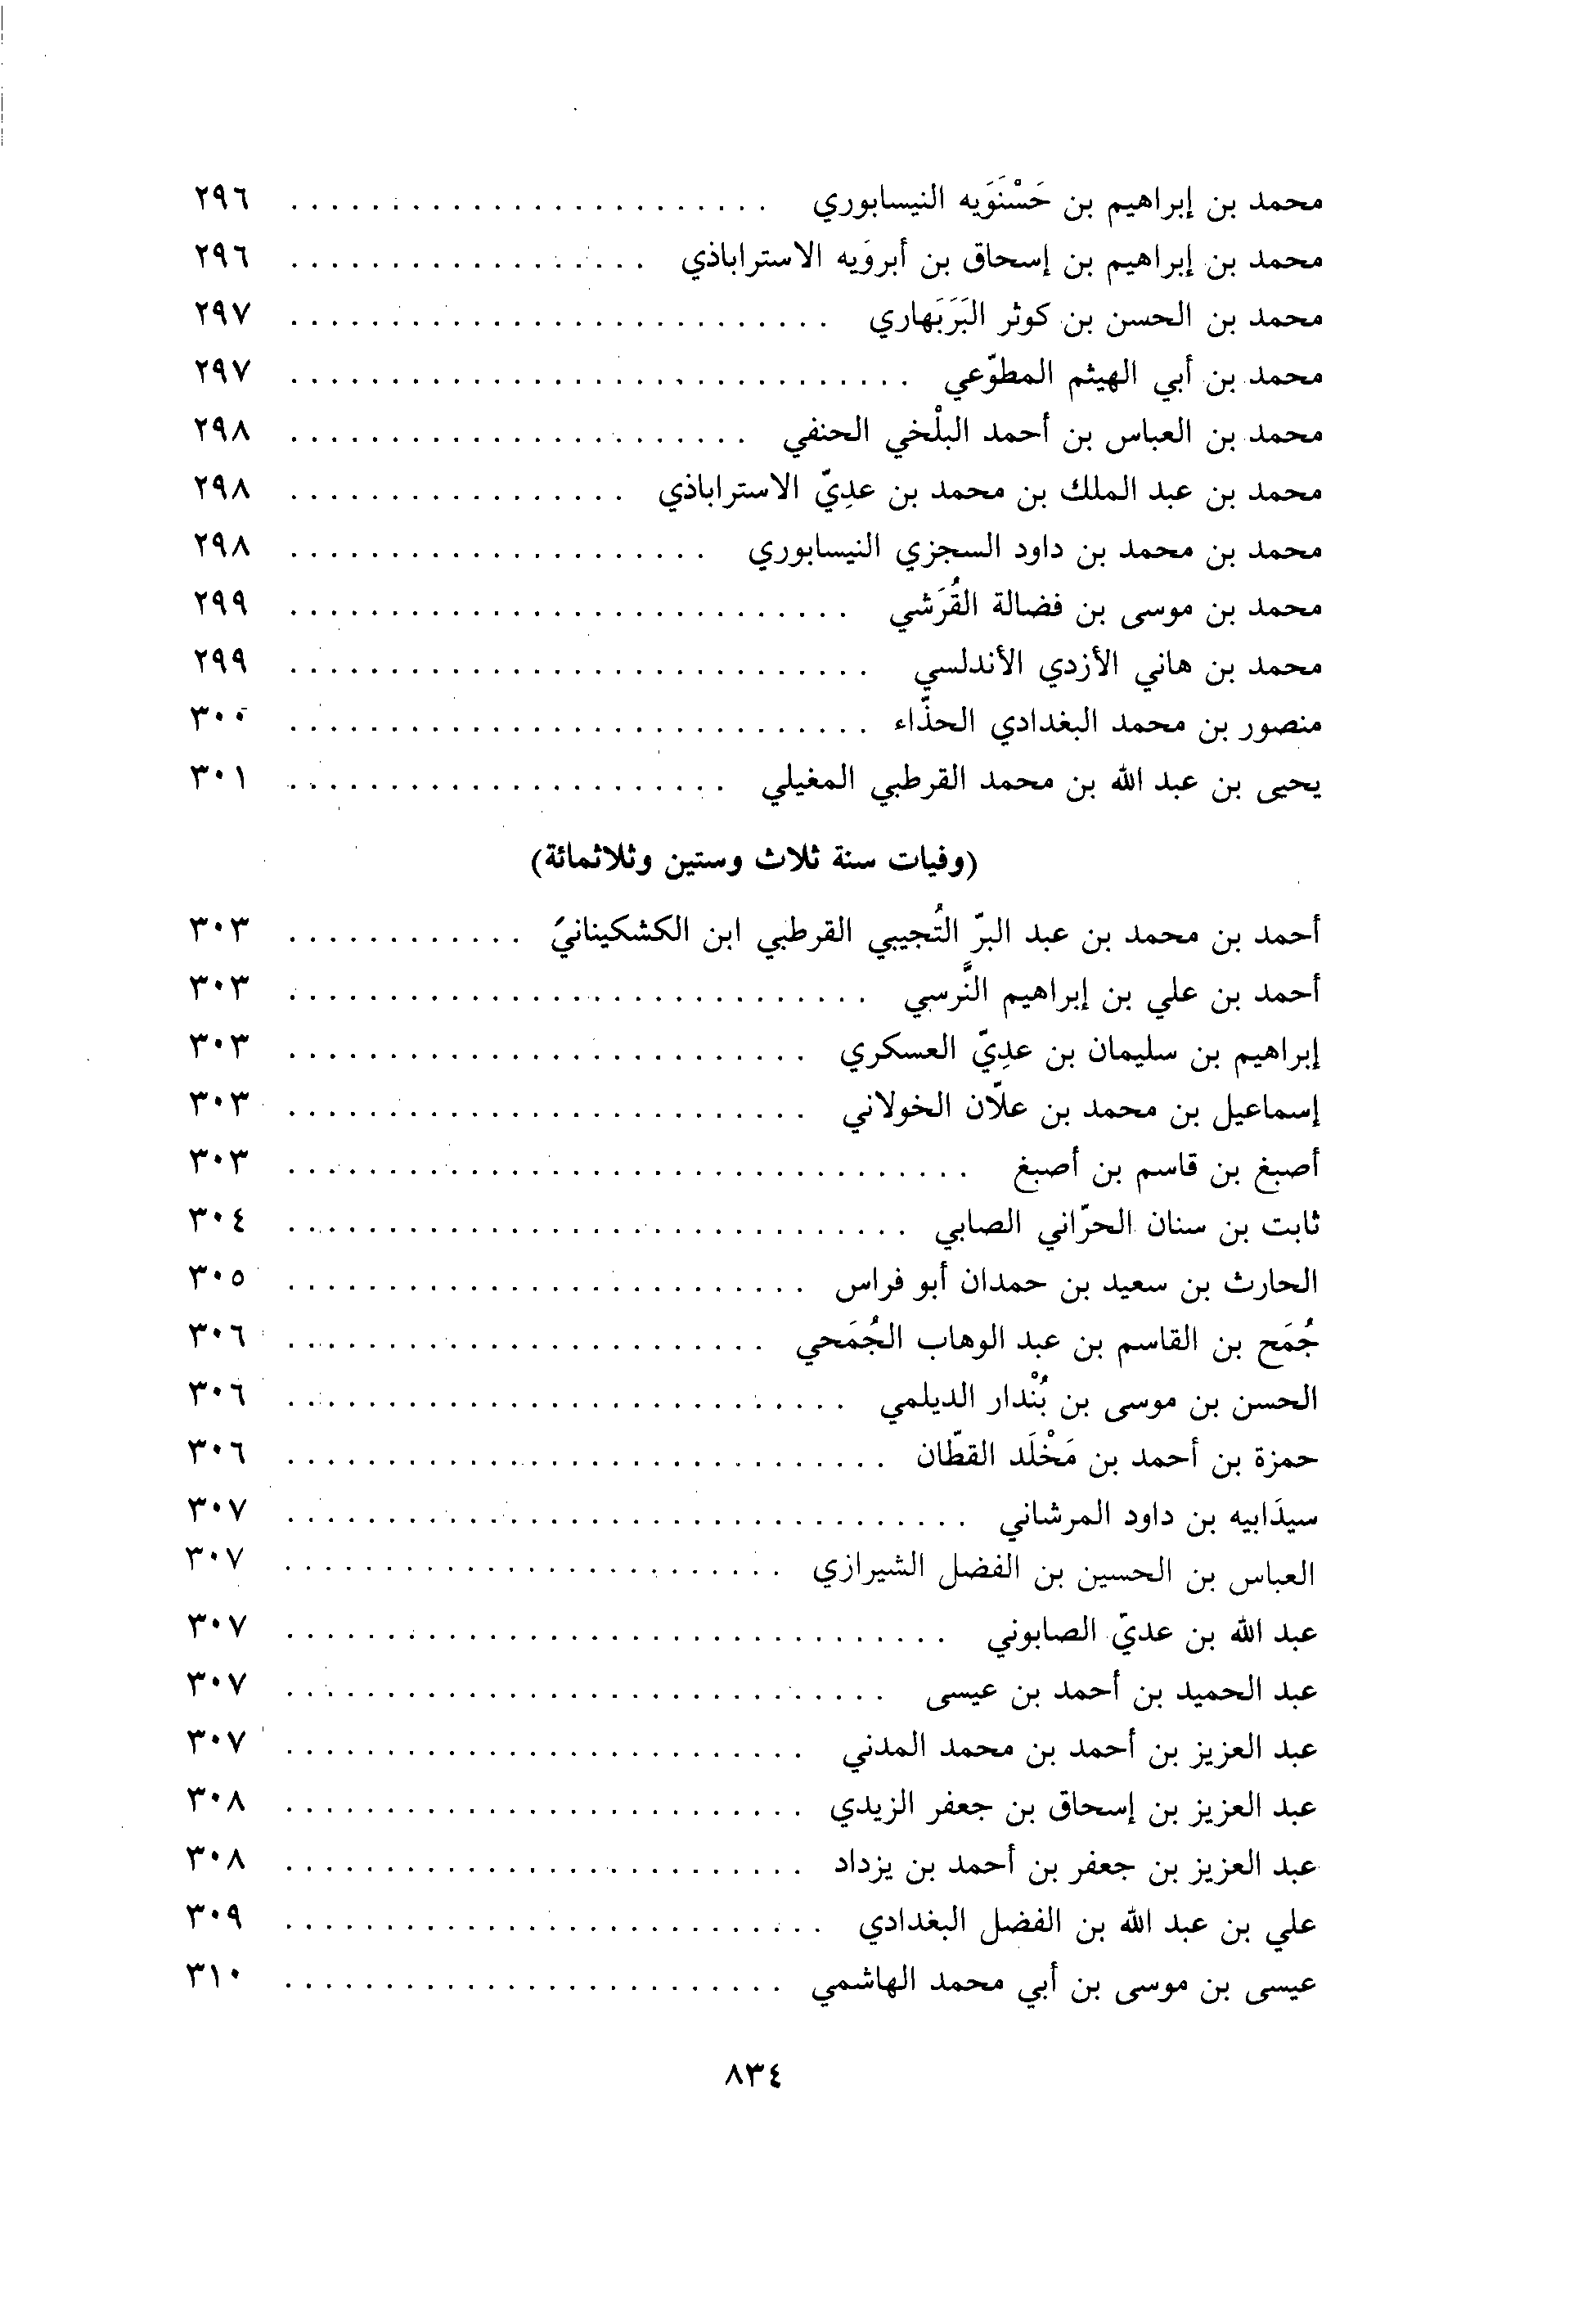 محمد بن إبراهيم بن حَسْنَوَيه النيسابوري . . . . . . . . . . . . . . . . . . . . . . . . ٢٩٦
محمد بن إبراهيم بن إسحاق بن أبروَيه الاستراباذي . . . . . . . . . . . . . . . . . . ٢٩٦
محمد بن الحسن بن كوثر البَرَبَهاري . . . . . . . . . . . . . . . . . . . . . . . . . . . ٢٩٧
محمد بن أبي الهيثم المطوّعي . . . . . . . . . . . . . . . . . . . . . . . . . . . . . . . ٢٩٧
محمد بن العباس بن أحمد البلْخي الحنفي . . . . . . . . . . . . . . . . . . . . . . . ٢٩٨
محمد بن عبد الملك بن محمد بن عدِيّ الاستراباذي . . . . . . . . . . . . . . . . . ٢٩٨
محمد بن محمد بن داود السجزي النيسابوري . . . . . . . . . . . . . . . . . . . . . ٢٩٨
محمد بن موسى بن فضالة القُرَشي . . . . . . . . . . . . . . . . . . . . . . . . . . . . ٢٩٩
محمد بن هاني الأزدي الأندلسي . . . . . . . . . . . . . . . . . . . . . . . . . . . . . ٢٩٩
منصور بن محمد البغدادي الحذّاء . . . . . . . . . . . . . . . . . . . . . . . . . . . . . ٣٠٠
يحيى بن عبد الله بن محمد القرطبي المغيلي . . . . . . . . . . . . . . . . . . . . . . ٣٠١
(وفيات سنة ثلاث وستين وثلاثمائة)
أحمد بن محمد بن عبد البرّ التُجيبي القرطبي ابن الكشكيناني . . . . . . . . . . . . ٣٠٣
أحمد بن علي بن إبراهيم النَّرسي . . . . . . . . . . . . . . . . . . . . . . . . . . . . . ٣٠٣
إبراهيم بن سليمان بن عدِيّ العسكري . . . . . . . . . . . . . . . . . . . . . . . . . . ٣٠٣
إسماعيل بن محمد بن علّان الخولاني . . . . . . . . . . . . . . . . . . . . . . . . . . ٣٠٣
أصبغ بن قاسم بن أصبغ . . . . . . . . . . . . . . . . . . . . . . . . . . . . . . . . . . ٣٠٣
ثابت بن سنان الحرّاني الصابي . . . . . . . . . . . . . . . . . . . . . . . . . . . . . . . ٣٠٤
الحارث بن سعيد بن حمدان أبو فراس . . . . . . . . . . . . . . . . . . . . . . . . . . ٣٠٥
جُمَح بن القاسم بن عبد الوهاب الجُمَحي . . . . . . . . . . . . . . . . . . . . . . . . ٣٠٦
الحسن بن موسى بن بُنْدار الديلمي . . . . . . . . . . . . . . . . . . . . . . . . . . . . ٣٠٦
حمزة بن أحمد بن مَخْلَد القطّان . . . . . . . . . . . . . . . . . . . . . . . . . . . . . . ٣٠٦
سيدَابيه بن داود المرشاني . . . . . . . . . . . . . . . . . . . . . . . . . . . . . . . . . . ٣٠٧
العباس بن الحسين بن الفضل الشيرازي . . . . . . . . . . . . . . . . . . . . . . . . . ٣٠٧
عبد الله بن عديّ الصابوني . . . . . . . . . . . . . . . . . . . . . . . . . . . . . . . . . ٣٠٧
عبد الحميد بن أحمد بن عيسى . . . . . . . . . . . . . . . . . . . . . . . . . . . . . . ٣٠٧
عبد العزيز بن أحمد بن محمد المدني . . . . . . . . . . . . . . . . . . . . . . . . . . ٣٠٧
عبد العزيز بن إسحاق بن جعفر الزيدي . . . . . . . . . . . . . . . . . . . . . . . . . . ٣٠٨
عبد العزيز بن جعفر بن أحمد بن يزداد . . . . . . . . . . . . . . . . . . . . . . . . . . ٣٠٨
علي بن عبد الله بن الفضل البغدادي . . . . . . . . . . . . . . . . . . . . . . . . . . . ٣٠٩
عيسى بن موسى بن أبي محمد الهاشمي . . . . . . . . . . . . . . . . . . . . . . . . . ٣١٠
٨٣٤